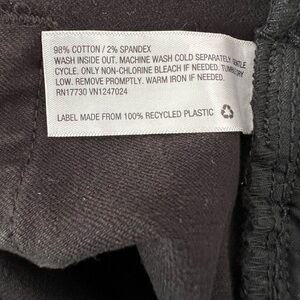 98% COTTON / 2% SPANDEX
WASH INSIDE OUT. MACHINE WASH COLD SEPARATELY, GENTLE
CYCLE. ONLY NON-CHLORINE BLEACH IF NEEDED. TUMBLE DRY
LOW. REMOVE PROMPTLY. WARM IRON IF NEEDED.
RN17730 VN1247024
LABEL MADE FROM 100% RECYCLED PLASTIC